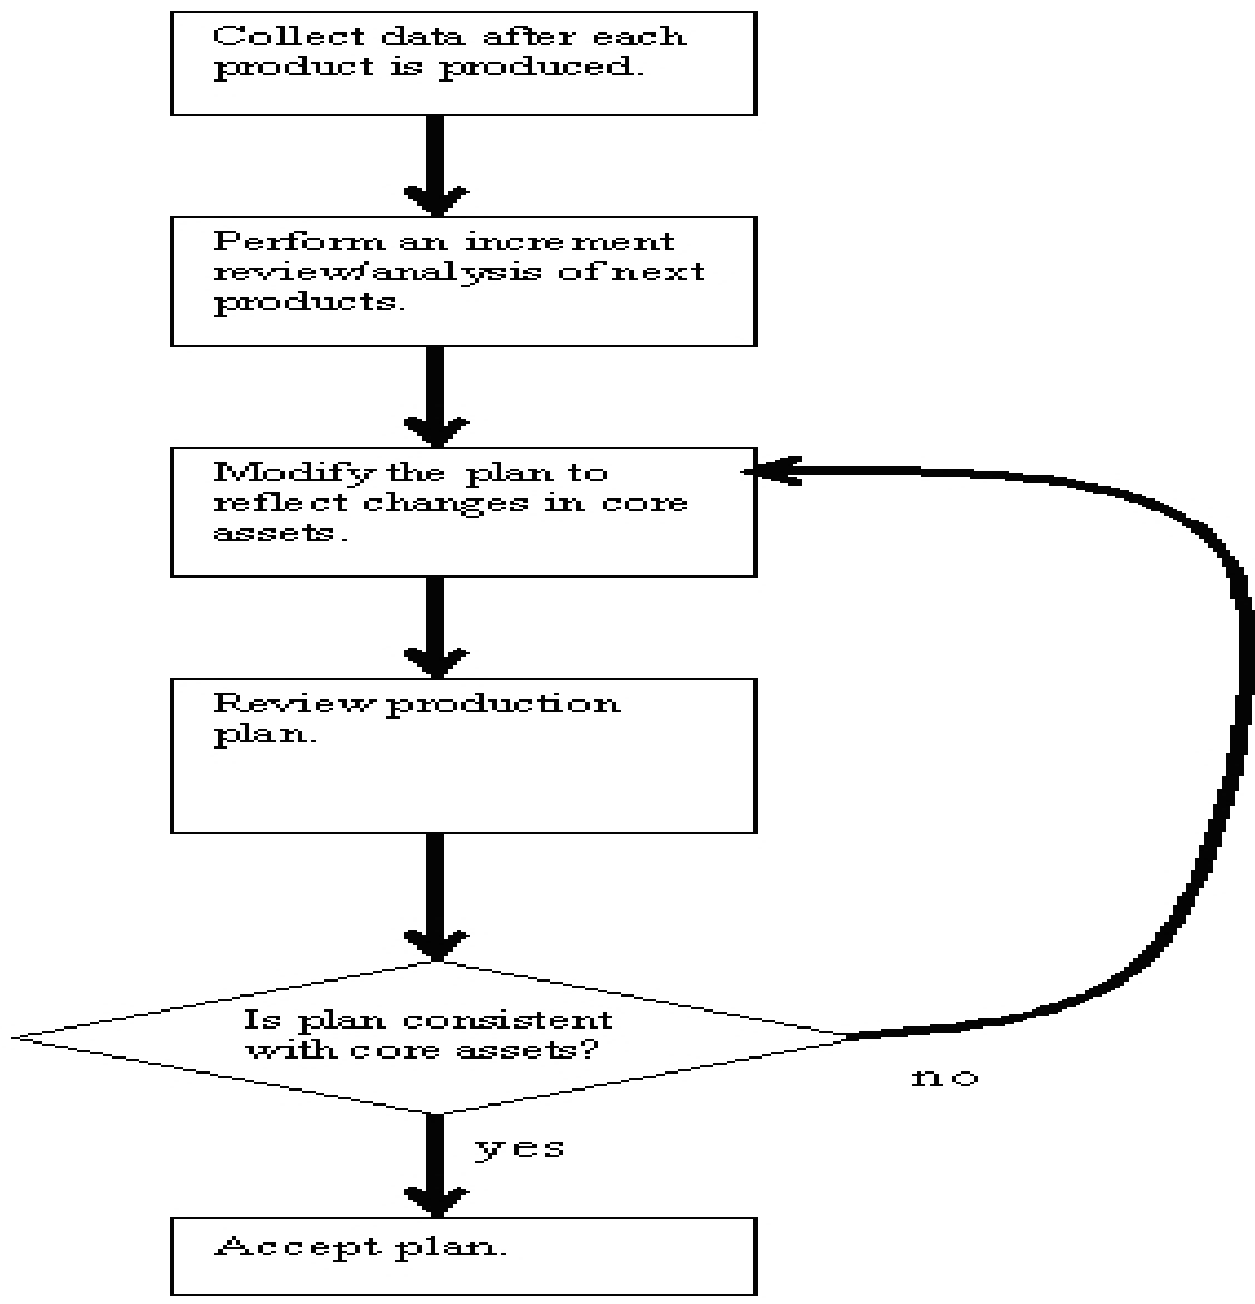 Collect data after each
product is produced.
Perform an increment
review/analysis of next
products.
Modify the plan to
reflect changes in core
assets.
Review production
plan.
Is plan consistent
with core assets?
no
yes
Accept plan.